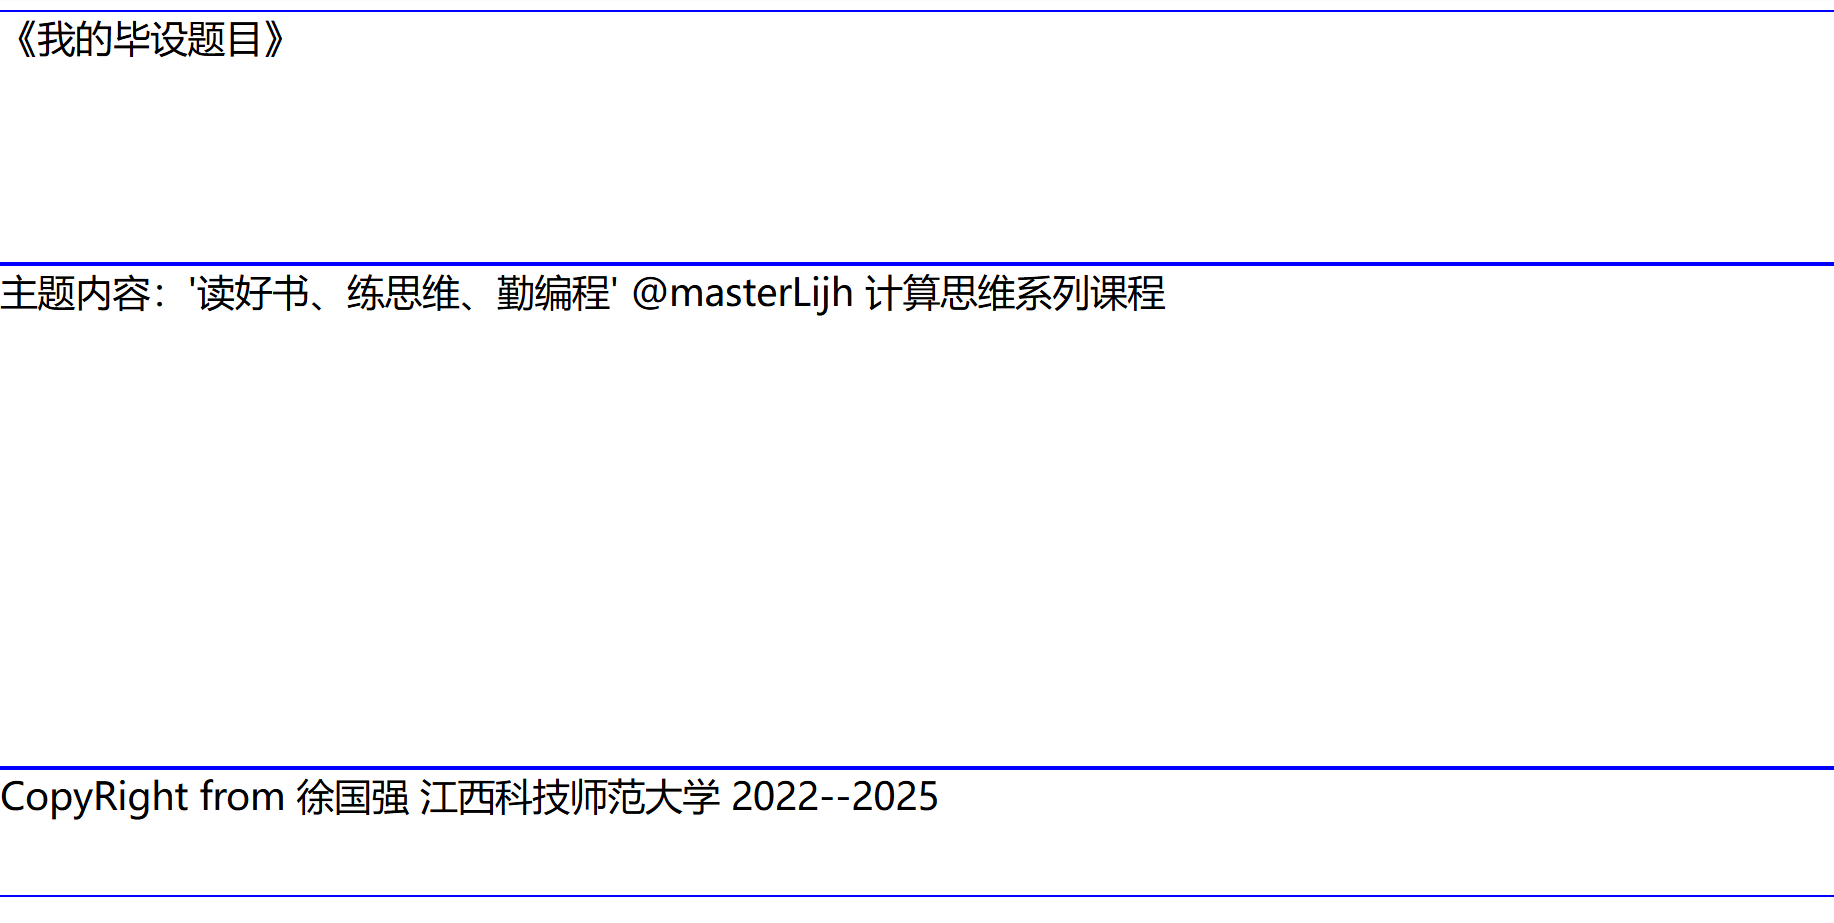 《我的毕设题目》
主题内容：'读好书、练思维、勤编程' @masterLijh 计算思维系列课程
CopyRight from 徐国强 江西科技师范大学 2022--2025